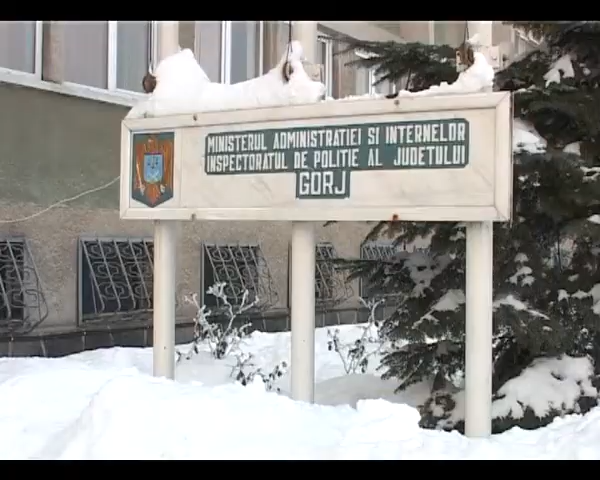 MINISTERUL ADMINISTRATIEI SI INTERNELOR
INSPECTORATUL DE POLITIE AL JUDETULUI
GORJ